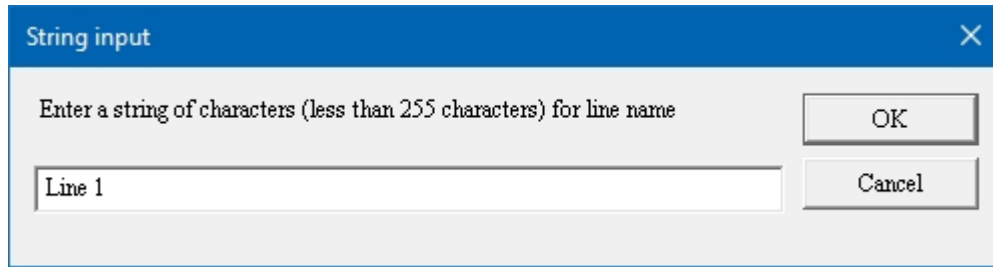 String input
Enter a string of characters (less than 255 characters) for line name
OK
Line 1
Cancel